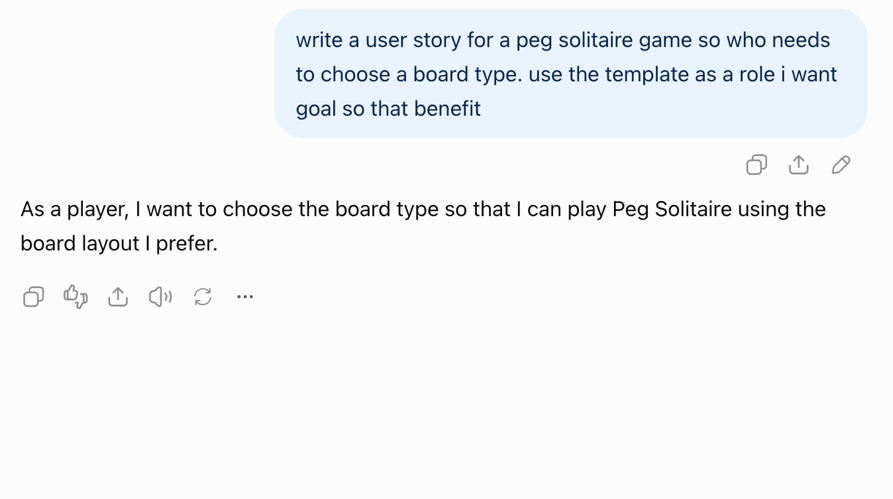 write a user story for a peg solitaire game so who needs
to choose a board type. use the template as a role i want
goal so that benefit
As a player, I want to choose the board type so that I can play Peg Solitaire using the
board layout I prefer.